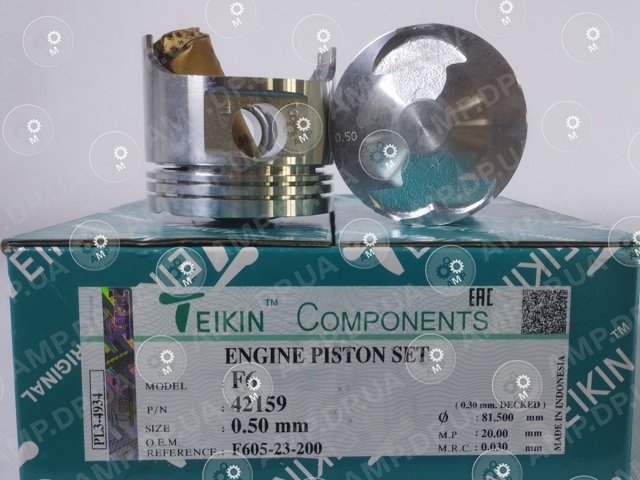 0.50
TEIKIN™ COMPONENTS
EAC
ENGINE PISTON SET
MODEL : F6
P/N : 42159
SIZE : 0.50 mm
O.E.M.
REFERENCE: F605-23-200
( 0.30 mm. DECKED )
Ø : 81.500 mm
M.P : 20.00 mm
M.R.C. : 0.030 mm
MADE IN INDONESIA
PL3-4934
ORIGINAL
TEIKIN™
AMP.DP.UA